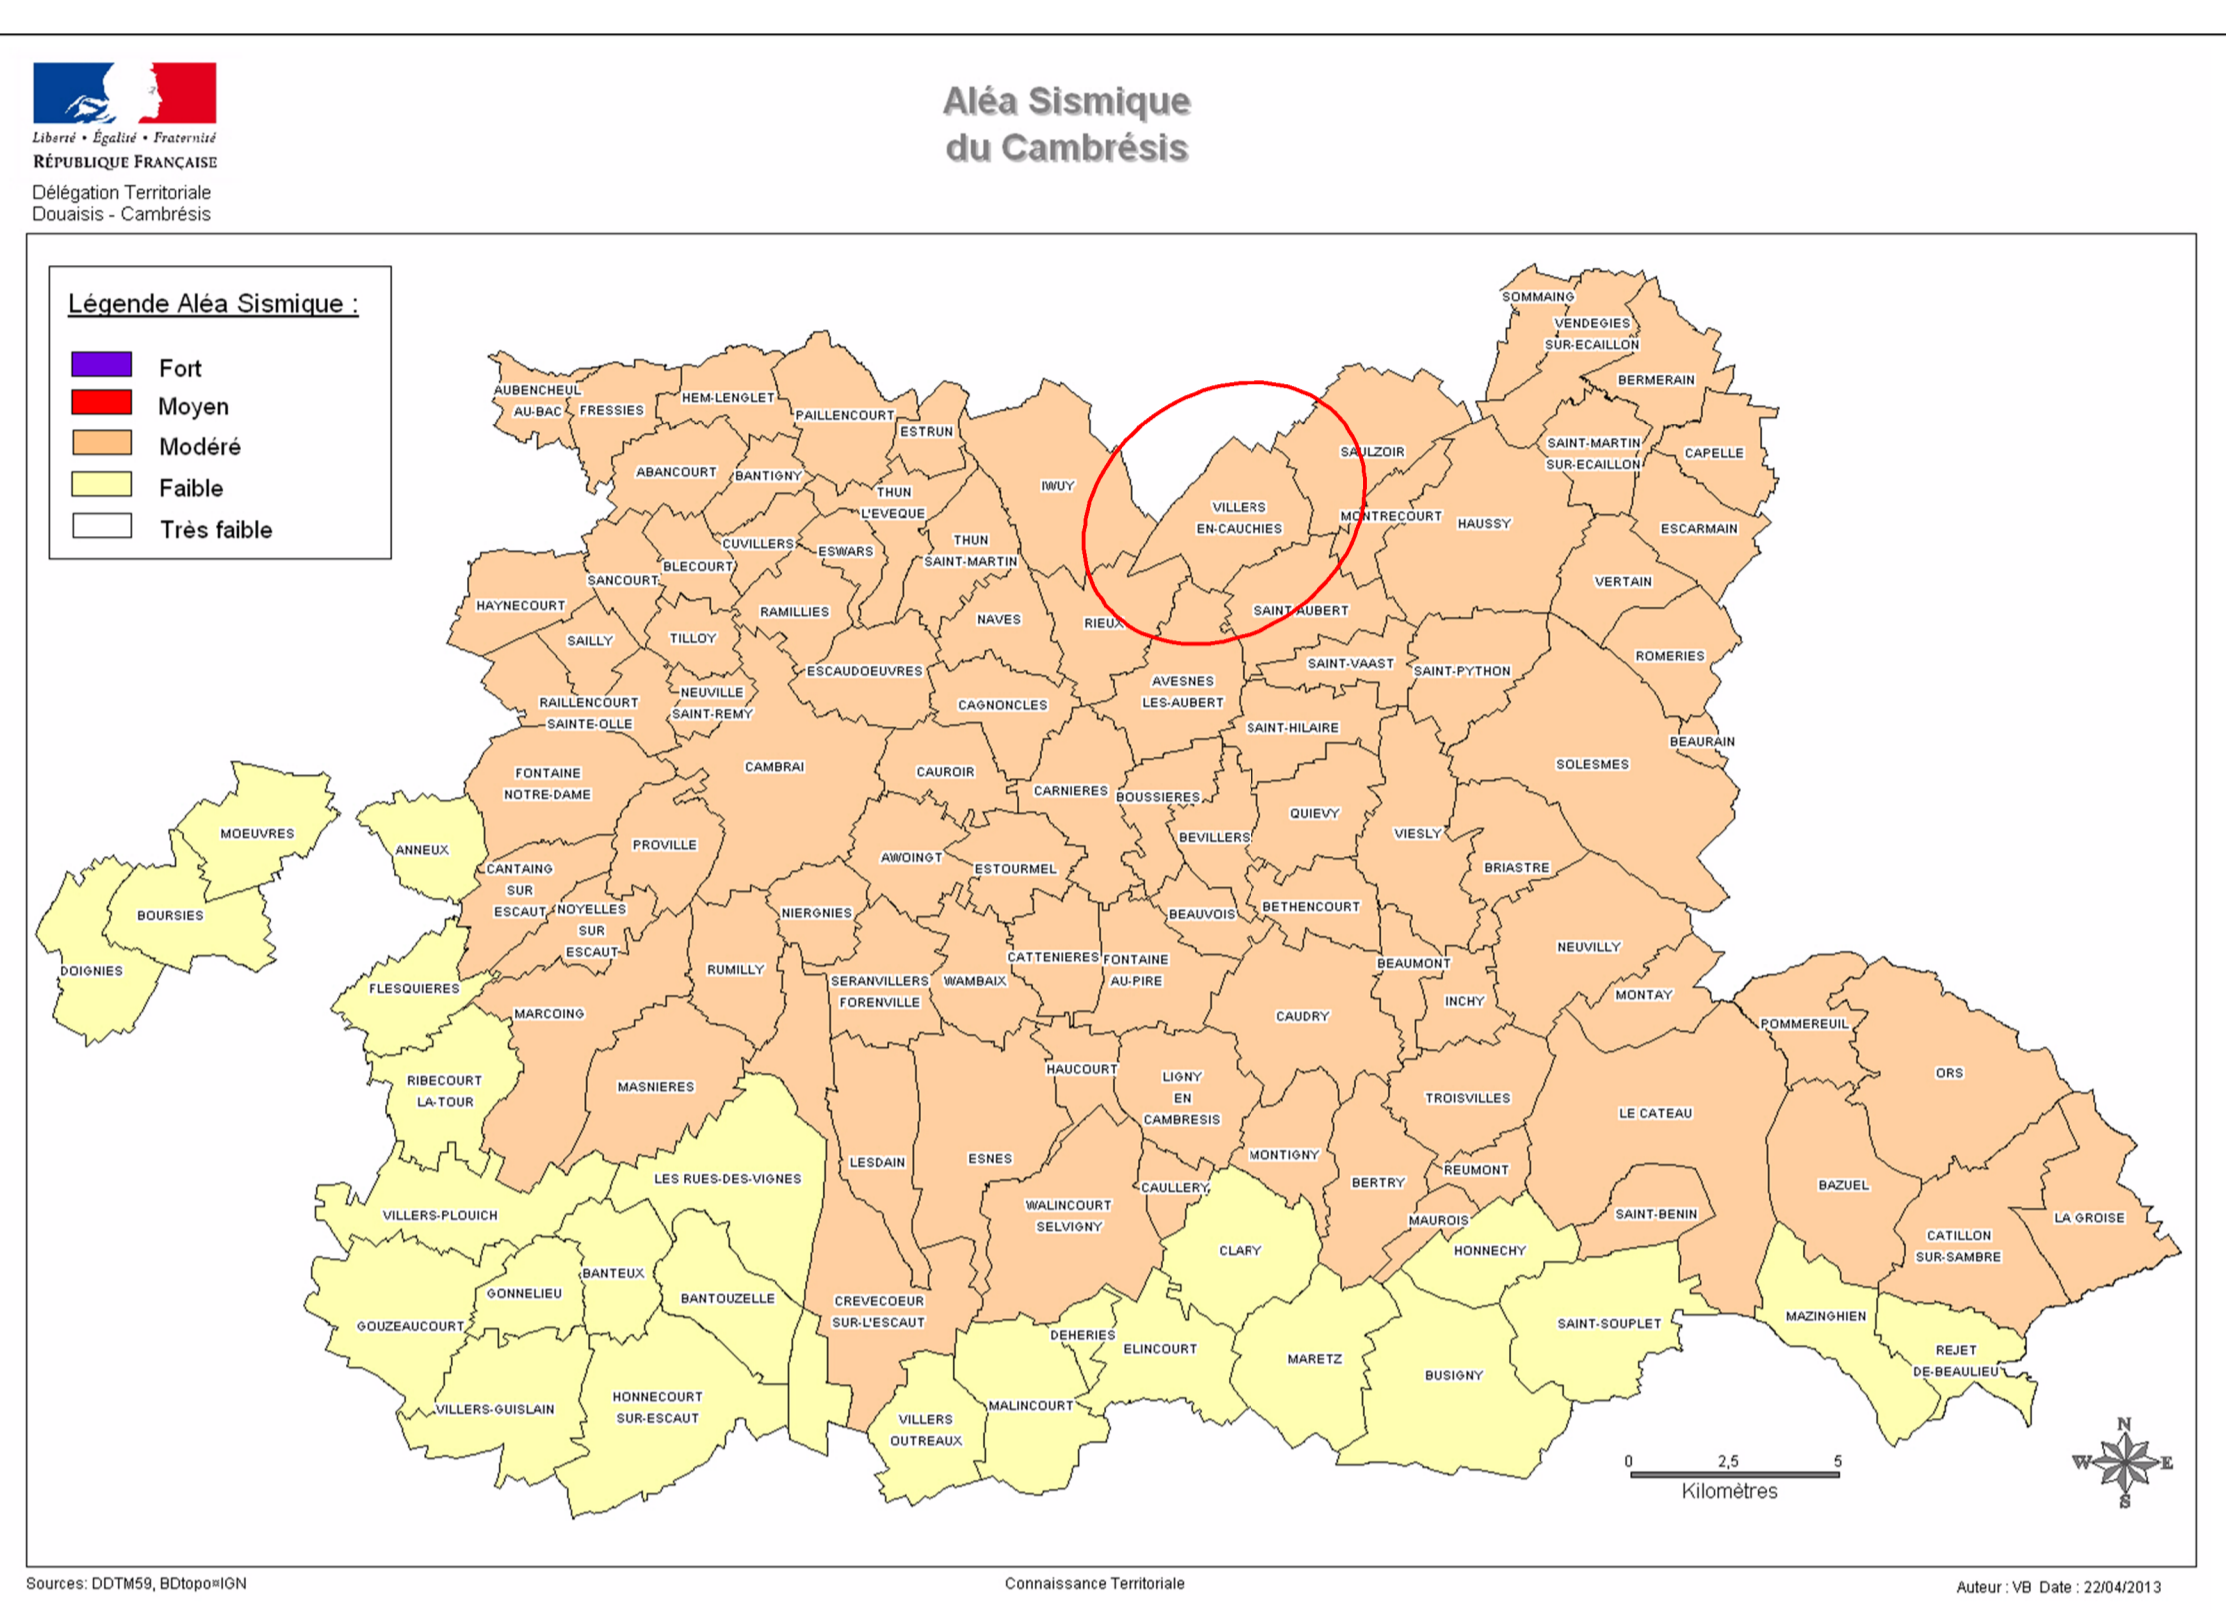 Aléa Sismique
du Cambrésis
Liberté • Égalité • Fraternité
RÉPUBLIQUE FRANÇAISE
Délégation Territoriale
Douaisis - Cambrésis
Légende Aléa Sismique :
Fort
Moyen
Modéré
Faible
Très faible
SOMMAING
VENDEGIES
SUR-ECAILLON
BERMERAIN
AUBENCHEUL
AU-BAC
FRESSIES
HEM-LENGLET
PAILLENCOURT
ESTRUN
SAINT-MARTIN
SUR-ECAILLON
CAPELLE
ABANCOURT
BANTIGNY
THUN
L'EVEQUE
IWUY
SAULZOIR
VILLERS
EN-CAUCHIES
MONTRECOURT
HAUSSY
ESCARMAIN
CUVILLERS
ESWARS
THUN
SAINT-MARTIN
BLECOURT
SANCOURT
VERTAIN
HAYNECOURT
RAMILLIES
NAVES
RIEUX
SAINT-AUBERT
SAILLY
TILLOY
ROMERIES
ESCAUDOEUVRES
SAINT-VAAST
SAINT-PYTHON
AVESNES
LES-AUBERT
RAILLENCOURT
SAINTE-OLLE
NEUVILLE
SAINT-REMY
CAGNONCLES
SAINT-HILAIRE
BEAURAIN
FONTAINE
NOTRE-DAME
CAMBRAI
CAUROIR
SOLESMES
CARNIERES
BOUSSIERES
QUIEVY
MOEUVRES
ANNEUX
PROVILLE
BEVILLERS
VIESLY
CANTAING
SUR
ESCAUT
AWOINGT
ESTOURMEL
BRIASTRE
BOURSIES
NOYELLES
SUR
ESCAUT
NIERGNIES
BEAUVOIS
BETHENCOURT
NEUVILLY
DOIGNIES
FLESQUIERES
RUMILLY
SERANVILLERS
FORENVILLE
WAMBAIX
CATTENIERES
FONTAINE
AU-PIRE
BEAUMONT
INCHY
MONTAY
MARCOING
CAUDRY
POMMEREUIL
RIBECOURT
LA-TOUR
MASNIERES
HAUCOURT
LIGNY
EN
CAMBRESIS
TROISVILLES
LE CATEAU
ORS
LES RUES-DES-VIGNES
LESDAIN
ESNES
MONTIGNY
REUMONT
BERTRY
CAULLERY
BAZUEL
VILLERS-PLOUICH
WALINCOURT
SELVIGNY
MAUROIS
SAINT-BENIN
LA GROISE
CATILLON
SUR-SAMBRE
CLARY
HONNECHY
GONNELIEU
BANTEUX
BANTOUZELLE
CREVECOEUR
SUR-L'ESCAUT
GOUZEAUCOURT
DEHERIES
ELINCOURT
SAINT-SOUPLET
MAZINGHIEN
REJET
DE-BEAULIEU
MARETZ
BUSIGNY
VILLERS-GUISLAIN
HONNECOURT
SUR-ESCAUT
VILLERS
OUTREAUX
MALINCOURT
N
W E
S
0 2,5 5
Kilomètres
Sources: DDTM59, BDtopo¤IGN
Connaissance Territoriale
Auteur : VB Date : 22/04/2013